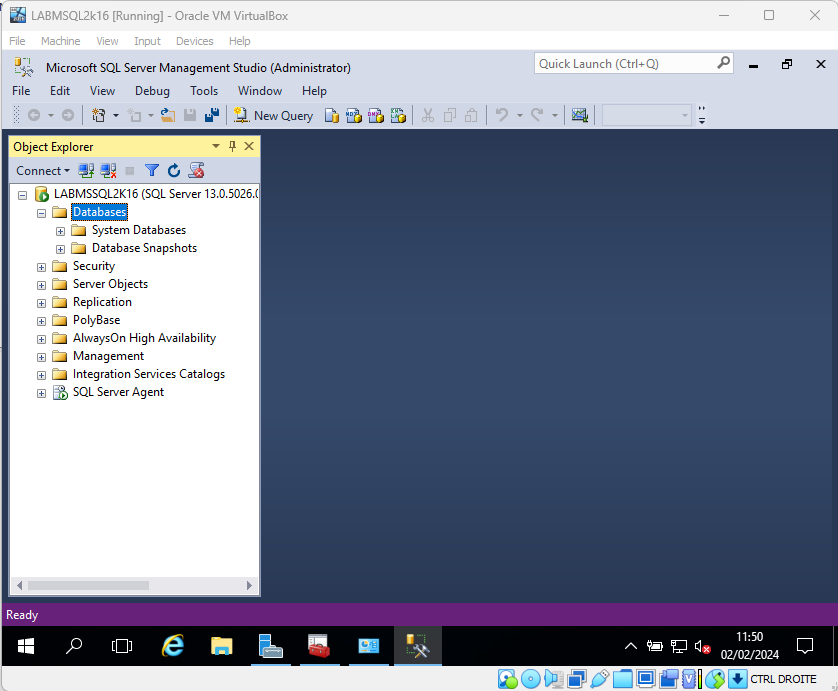 LABMSQL2k16 [Running] - Oracle VM VirtualBox
File Machine View Input Devices Help
Microsoft SQL Server Management Studio (Administrator)
Quick Launch (Ctrl+Q)
File Edit View Debug Tools Window Help
New Query
Object Explorer
Connect
LABMSSQL2K16 (SQL Server 13.0.5026.0
Databases
System Databases
Database Snapshots
Security
Server Objects
Replication
PolyBase
AlwaysOn High Availability
Management
Integration Services Catalogs
SQL Server Agent
Ready
11:50
02/02/2024
CTRL DROITE